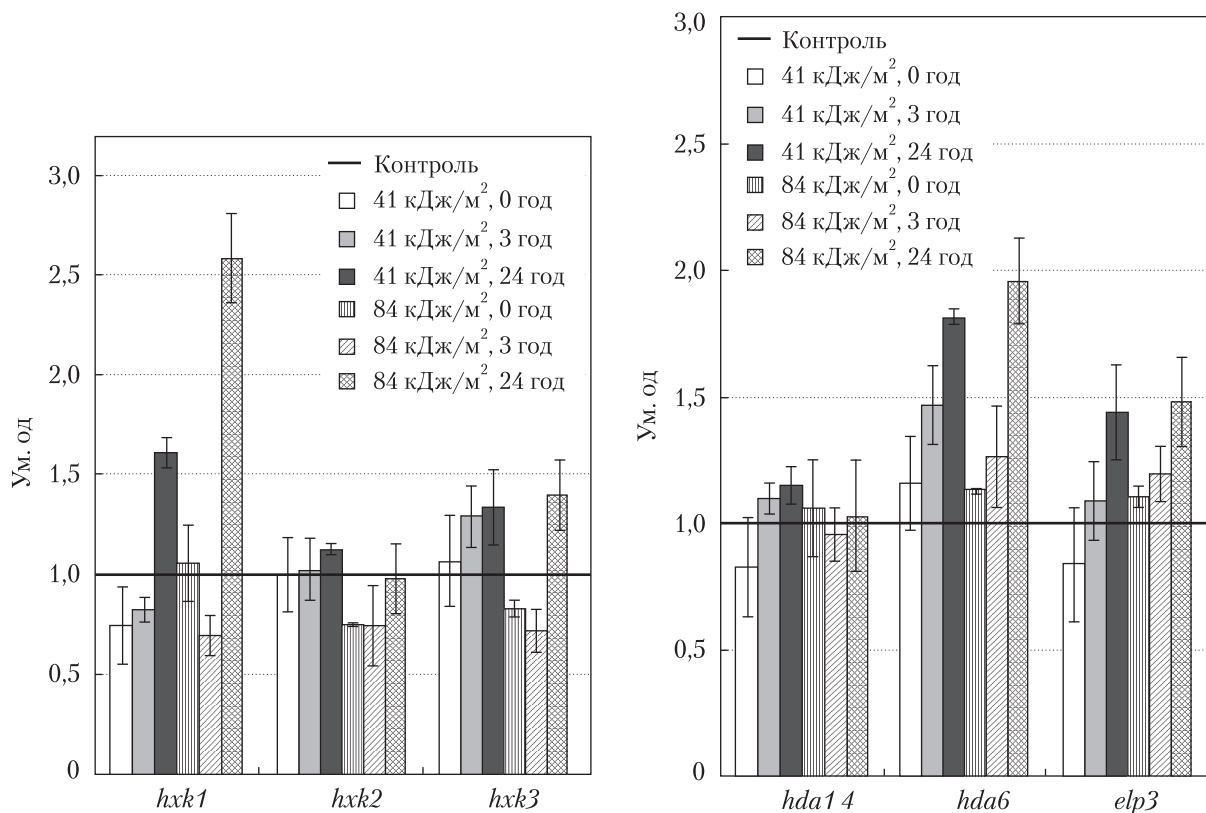 Ум. од
3,0
2,5
2,0
1,5
1,0
0,5
0
Контроль
41 кДж/м², 0 год
41 кДж/м², 3 год
41 кДж/м², 24 год
84 кДж/м², 0 год
84 кДж/м², 3 год
84 кДж/м², 24 год
hxk1 hxk2 hxk3
Ум. од
3,0
2,5
2,0
1,5
1,0
0,5
0
Контроль
41 кДж/м², 0 год
41 кДж/м², 3 год
41 кДж/м², 24 год
84 кДж/м², 0 год
84 кДж/м², 3 год
84 кДж/м², 24 год
hda1 4 hda6 elp3